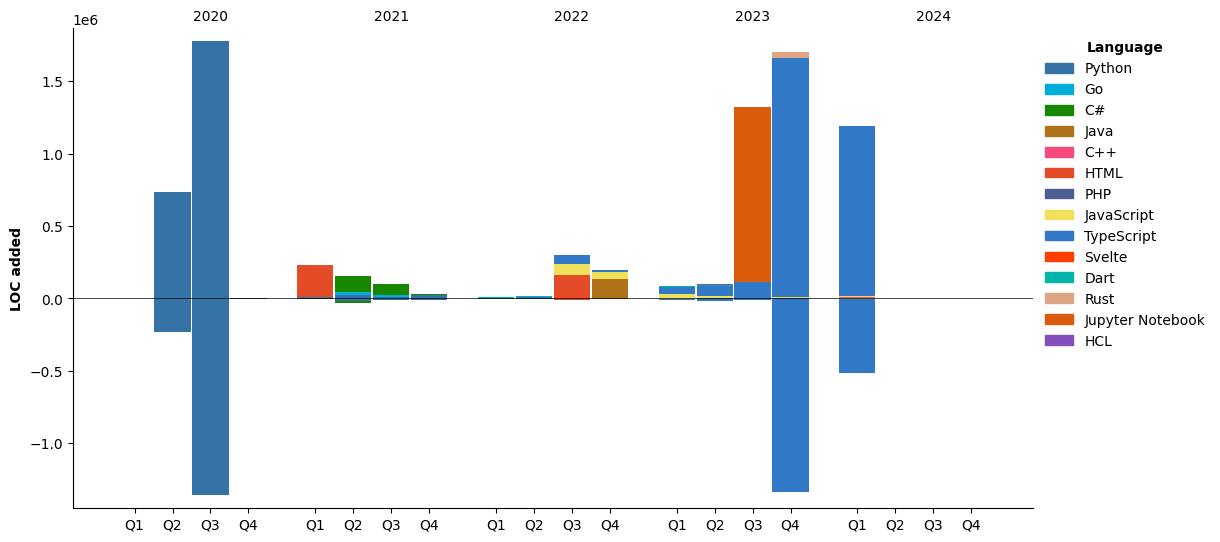 1e6
2020 2021 2022 2023 2024
LOC added
1.5
1.0
0.5
0.0
−0.5
−1.0
Q1 Q2 Q3 Q4 Q1 Q2 Q3 Q4 Q1 Q2 Q3 Q4 Q1 Q2 Q3 Q4 Q1 Q2 Q3 Q4
Language
Python
Go
C#
Java
C++
HTML
PHP
JavaScript
TypeScript
Svelte
Dart
Rust
Jupyter Notebook
HCL